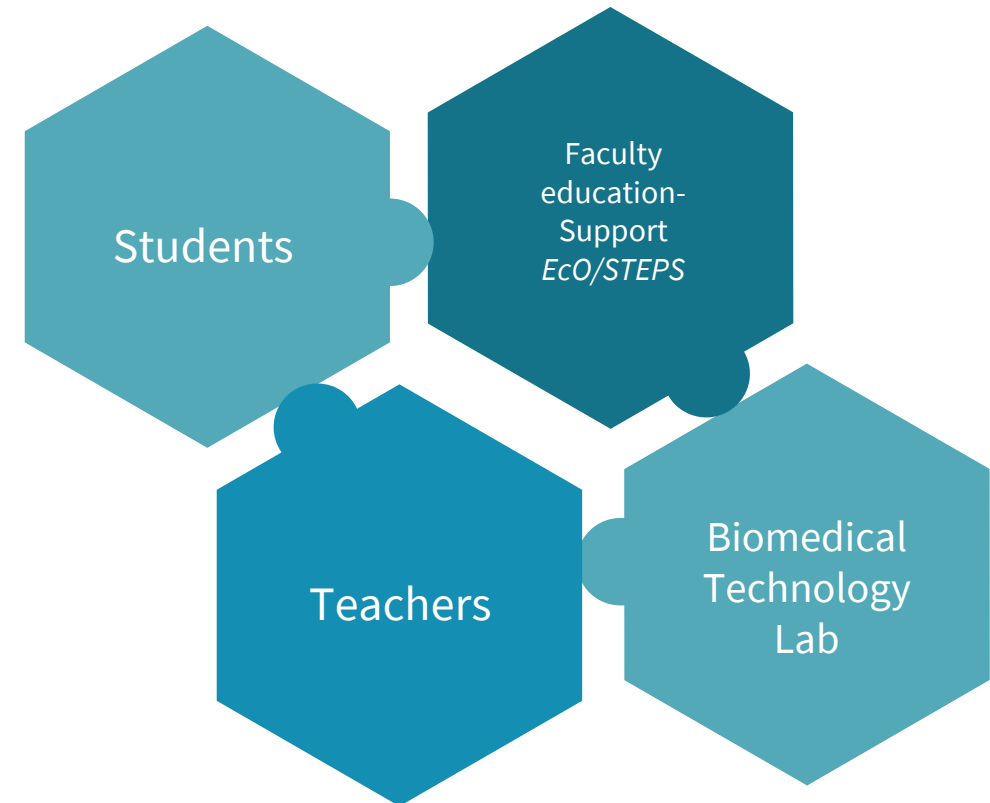 Students
Faculty
education-
Support
EcO/STEPS
Teachers
Biomedical
Technology
Lab